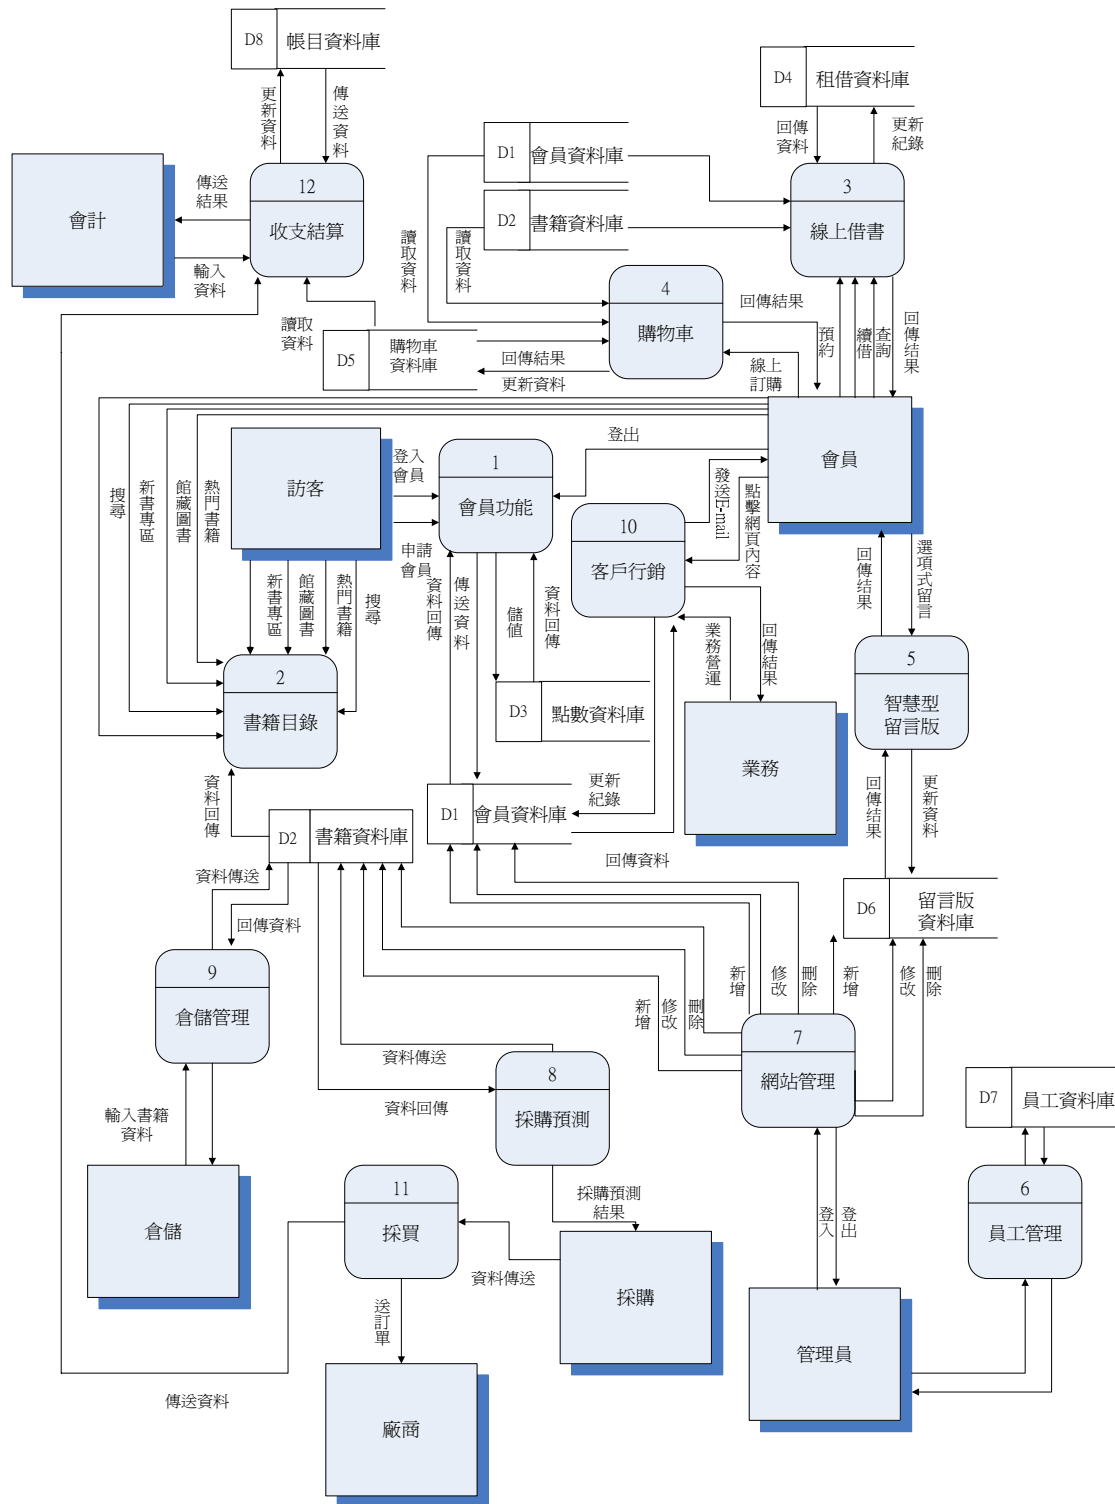 D8
帳目資料庫
更新資料
傳送資料
D4
租借資料庫
回傳
資料
更新
紀錄
D1
會員資料庫
D2
書籍資料庫
會計
傳送
結果
輸入
資料
12
收支結算
3
線上借書
讀取資料
讀取資料
4
購物車
回傳結果
讀取
資料
D5
購物車
資料庫
回傳結果
更新資料
線上
訂購
預約
續借
查詢
回傳结果
會員
搜尋
新書專區
館藏圖書
熱門書籍
訪客
登入
會員
申請
會員
1
會員功能
登出
發送E-mail
點擊網頁內容
10
客戶行銷
回傳结果
選項式留言
新書專區
館藏圖書
熱門書籍
搜尋
資料回傳
傳送資料
儲值
資料回傳
業務營運
回傳結果
2
書籍目錄
D3
點數資料庫
業務
5
智慧型
留言版
資料回傳
D2
書籍資料庫
D1
會員資料庫
更新
紀錄
回傳資料
回傳结果
更新資料
D6
留言版
資料庫
資料傳送
回傳資料
9
倉儲管理
新增
修改
刪除
新增
修改
刪除
新增
修改
刪除
7
網站管理
資料傳送
資料回傳
8
採購預測
D7
員工資料庫
輸入書籍
資料
倉儲
11
採買
採購預測
結果
資料傳送
採購
登入
登出
6
員工管理
送訂單
管理員
傳送資料
廠商